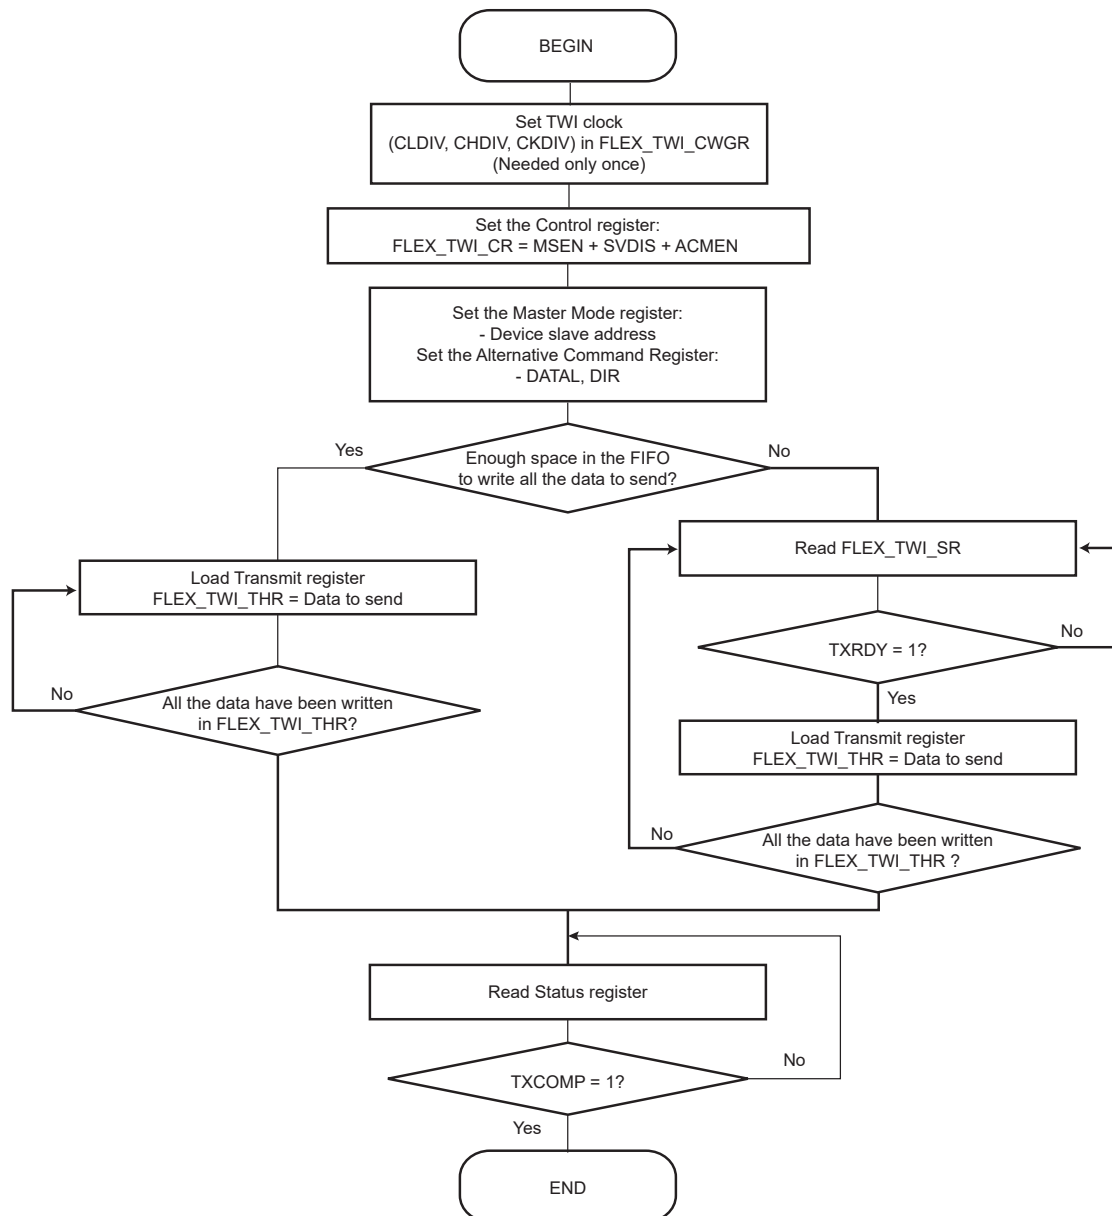 BEGIN
Set TWI clock
(CLDIV, CHDIV, CKDIV) in FLEX_TWI_CWGR
(Needed only once)
Set the Control register:
FLEX_TWI_CR = MSEN + SVDIS + ACMEN
Set the Master Mode register:
- Device slave address
Set the Alternative Command Register:
- DATAL, DIR
Yes
Enough space in the FIFO
to write all the data to send?
No
Load Transmit register
FLEX_TWI_THR = Data to send
No
All the data have been written
in FLEX_TWI_THR?
Read FLEX_TWI_SR
TXRDY = 1?
No
Yes
Load Transmit register
FLEX_TWI_THR = Data to send
No
All the data have been written
in FLEX_TWI_THR ?
Read Status register
TXCOMP = 1?
No
Yes
END